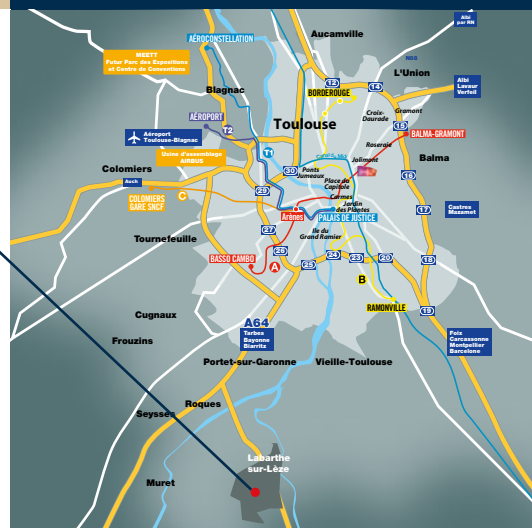 Albi
par RN
Aucamville
AÉROCONSTELLATION
MEETT
Futur Parc des Expositions
et Centre de Conventions
N88
L'Union
Albi
Lavaur
Verfeil
12
14
BORDEROUGE
Blagnac
Croix-
Daurade
Gramont
AÉROPORT
Toulouse
15
BALMA-GRAMONT
T2
Aéroport
Toulouse-Blagnac
Roseraie
Usine d'assemblage
AIRBUS
T1
Jolimont
Balma
Colomiers
30
Ponts
Jumeaux
16
Auch
Place du
Capitole
C
29
Carmes
COLOMIERS
GARE SNCF
Jardin
des Plantes
17
Castres
Mazamet
Arènes
PALAIS DE JUSTICE
27
Ile du
Grand Ramier
Tournefeuille
28
BASSO CAMBO
24
23
20
18
A
25
B
RAMONVILLE
19
Cugnaux
A64
Tarbes
Bayonne
Biarritz
Foix
Carcassonne
Montpellier
Barcelone
Frouzins
Portet-sur-Garonne
Vieille-Toulouse
Roques
Seysses
Labarthe
sur-Lèze
Muret